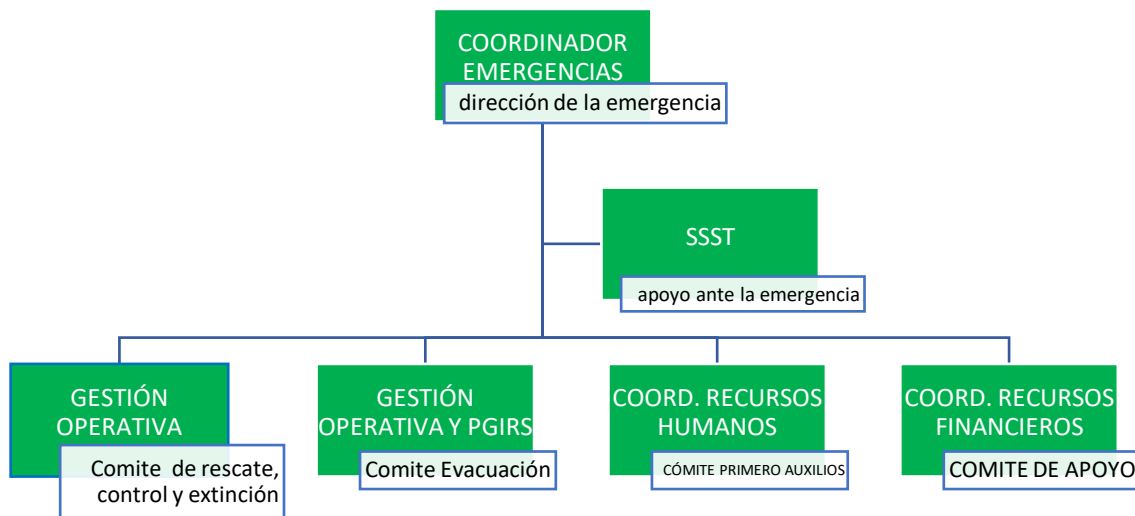 COORDINADOR
EMERGENCIAS
dirección de la emergencia
SSST
apoyo ante la emergencia
GESTIÓN
OPERATIVA
Comite de rescate,
control y extinción
GESTIÓN
OPERATIVA Y PGIRS
Comite Evacuación
COORD. RECURSOS
HUMANOS
CÓMITE PRIMERO AUXILIOS
COORD. RECURSOS
FINANCIEROS
COMITE DE APOYO